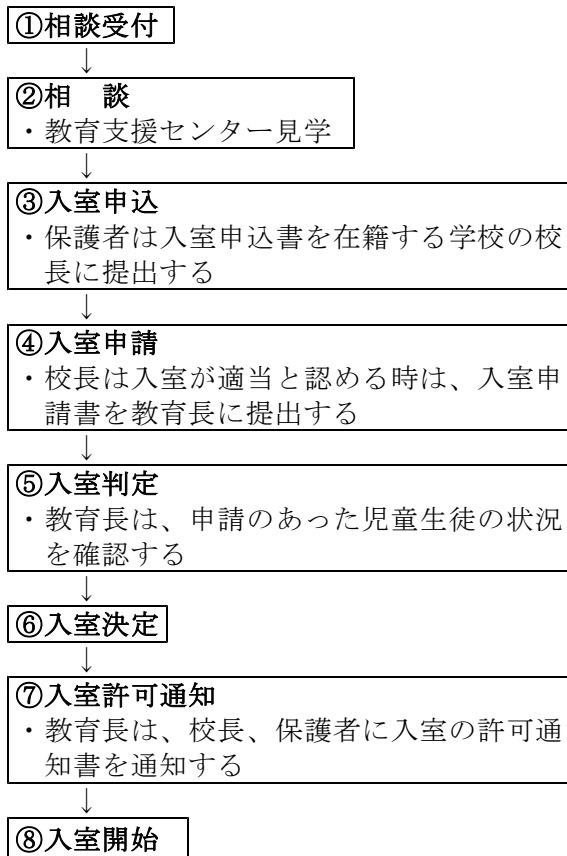 ①相談受付
↓
②相　談
・教育支援センター見学
↓
③入室申込
・保護者は入室申込書を在籍する学校の校
長に提出する
↓
④入室申請
・校長は入室が適当と認める時は、入室申
請書を教育長に提出する
↓
⑤入室判定
・教育長は、申請のあった児童生徒の状況
を確認する
↓
⑥入室決定
↓
⑦入室許可通知
・教育長は、校長、保護者に入室の許可通
知書を通知する
↓
⑧入室開始